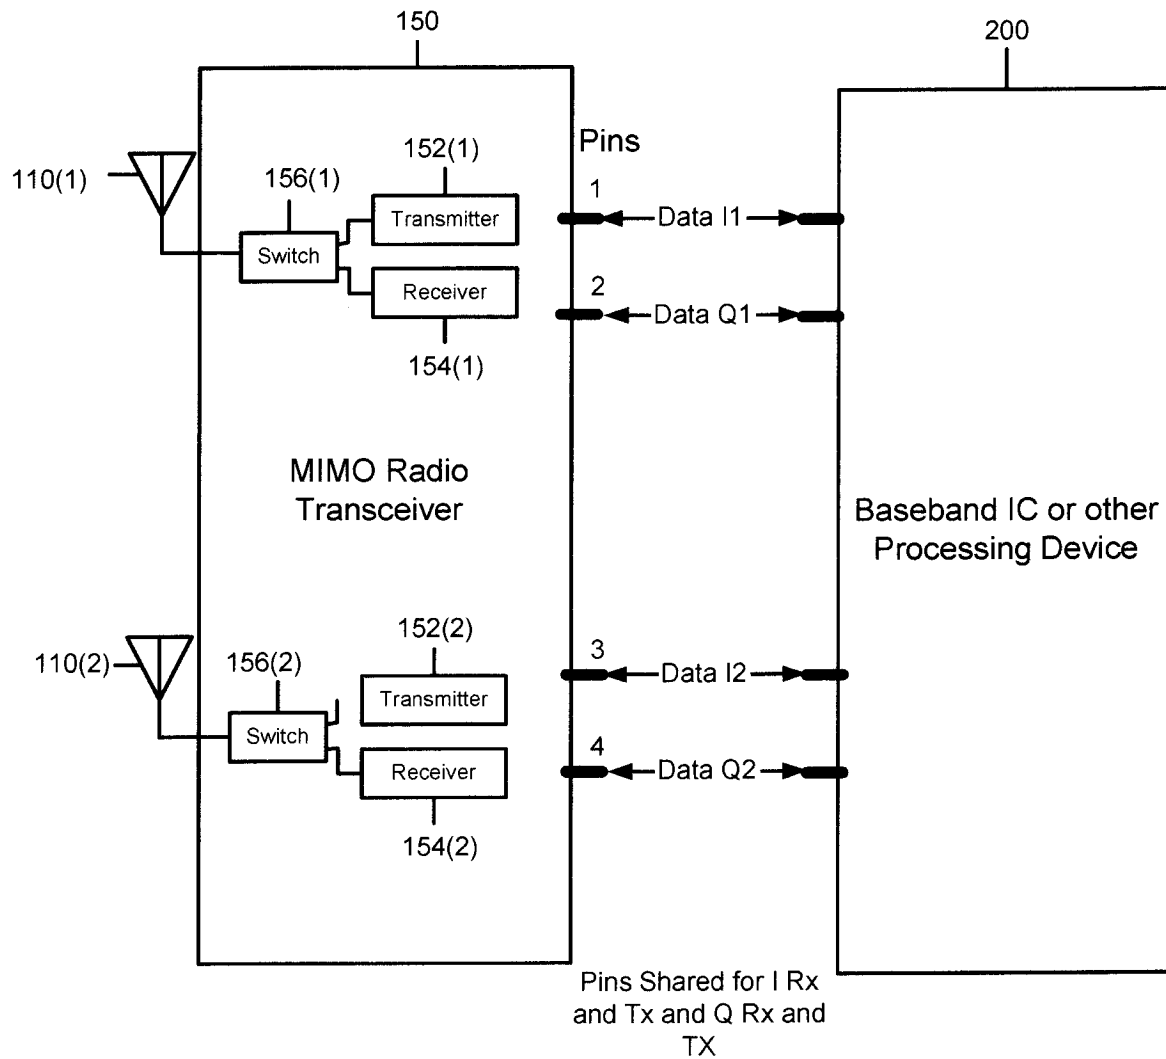 150
200
Pins
110(1)
152(1)
156(1)
1
Transmitter
Data I1
Switch
Receiver
2
Data Q1
154(1)
MIMO Radio
Transceiver
Baseband IC or other
Processing Device
110(2)
152(2)
156(2)
3
Transmitter
Data I2
Switch
Receiver
4
Data Q2
154(2)
Pins Shared for I Rx
and Tx and Q Rx and
TX